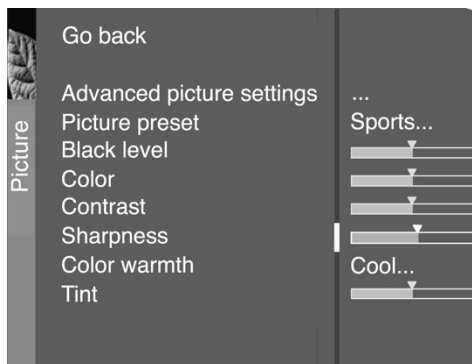 Go back
Advanced picture settings ...
Picture preset Sports...
Black level
Color
Contrast
Sharpness
Color warmth Cool...
Tint
Picture